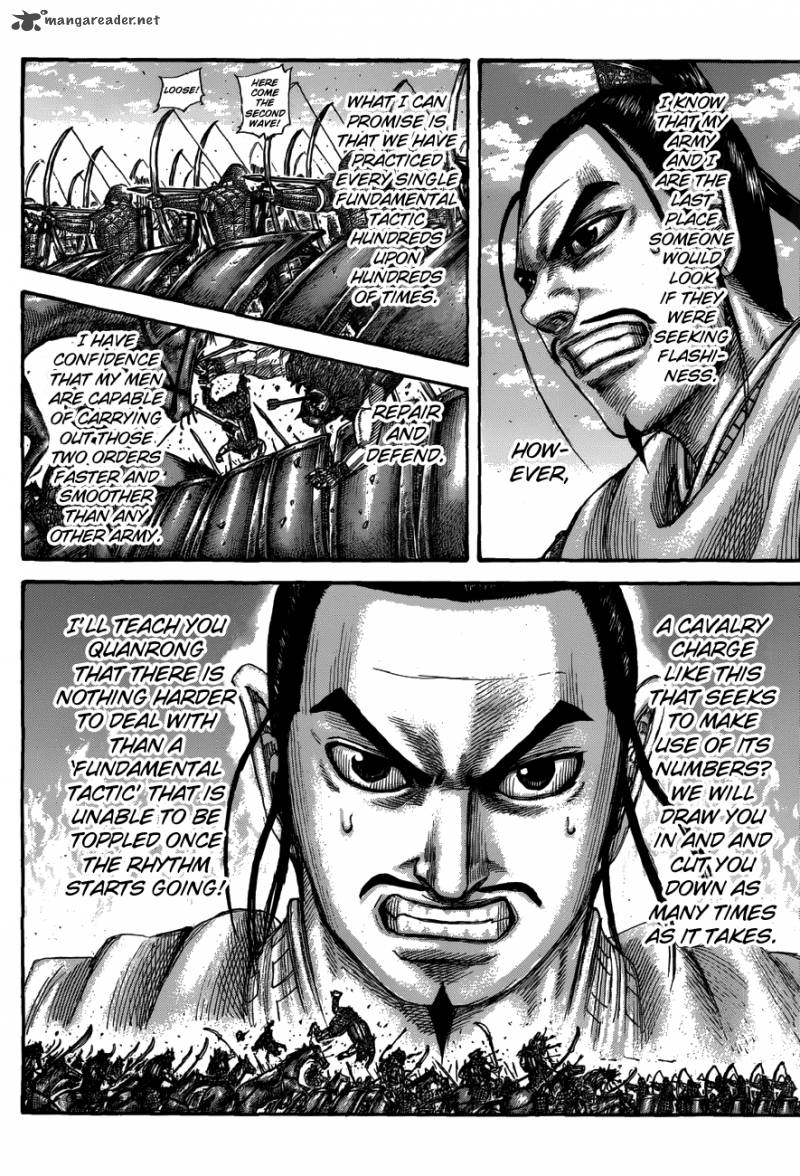 mangareader.net
I KNOW
THAT MY
ARMY
AND I
ARE THE
LAST
PLACE
SOMEONE
WOULD
LOOK
IF THEY
WERE
SEEKING
FLASHI-
NESS.
HOW-
EVER,
HERE
COME
THE
SECOND
WAVE!
LOOSE!
WHAT I CAN
PROMISE IS
THAT WE HAVE
PRACTICED
EVERY SINGLE
FUNDAMENTAL
TACTIC
HUNDREDS
UPON
HUNDREDS
OF TIMES.
REPAIR
AND
DEFEND.
I HAVE
CONFIDENCE
THAT MY MEN
ARE CAPABLE
OF CARRYING
OUT THOSE
TWO ORDERS
FASTER AND
SMOOTHER
THAN ANY
OTHER ARMY.
A CAVALRY
CHARGE
LIKE THIS
THAT SEEKS
TO MAKE
USE OF ITS
NUMBERS?
WE WILL
DRAW YOU
IN AND AND
CUT YOU
DOWN AS
MANY TIMES
AS IT TAKES.
I'LL TEACH YOU
QUANRONG
THAT THERE IS
NOTHING HARDER
TO DEAL WITH
THAN A
'FUNDAMENTAL
TACTIC' THAT IS
UNABLE TO BE
TOPPLED ONCE
THE RHYTHM
STARTS GOING!